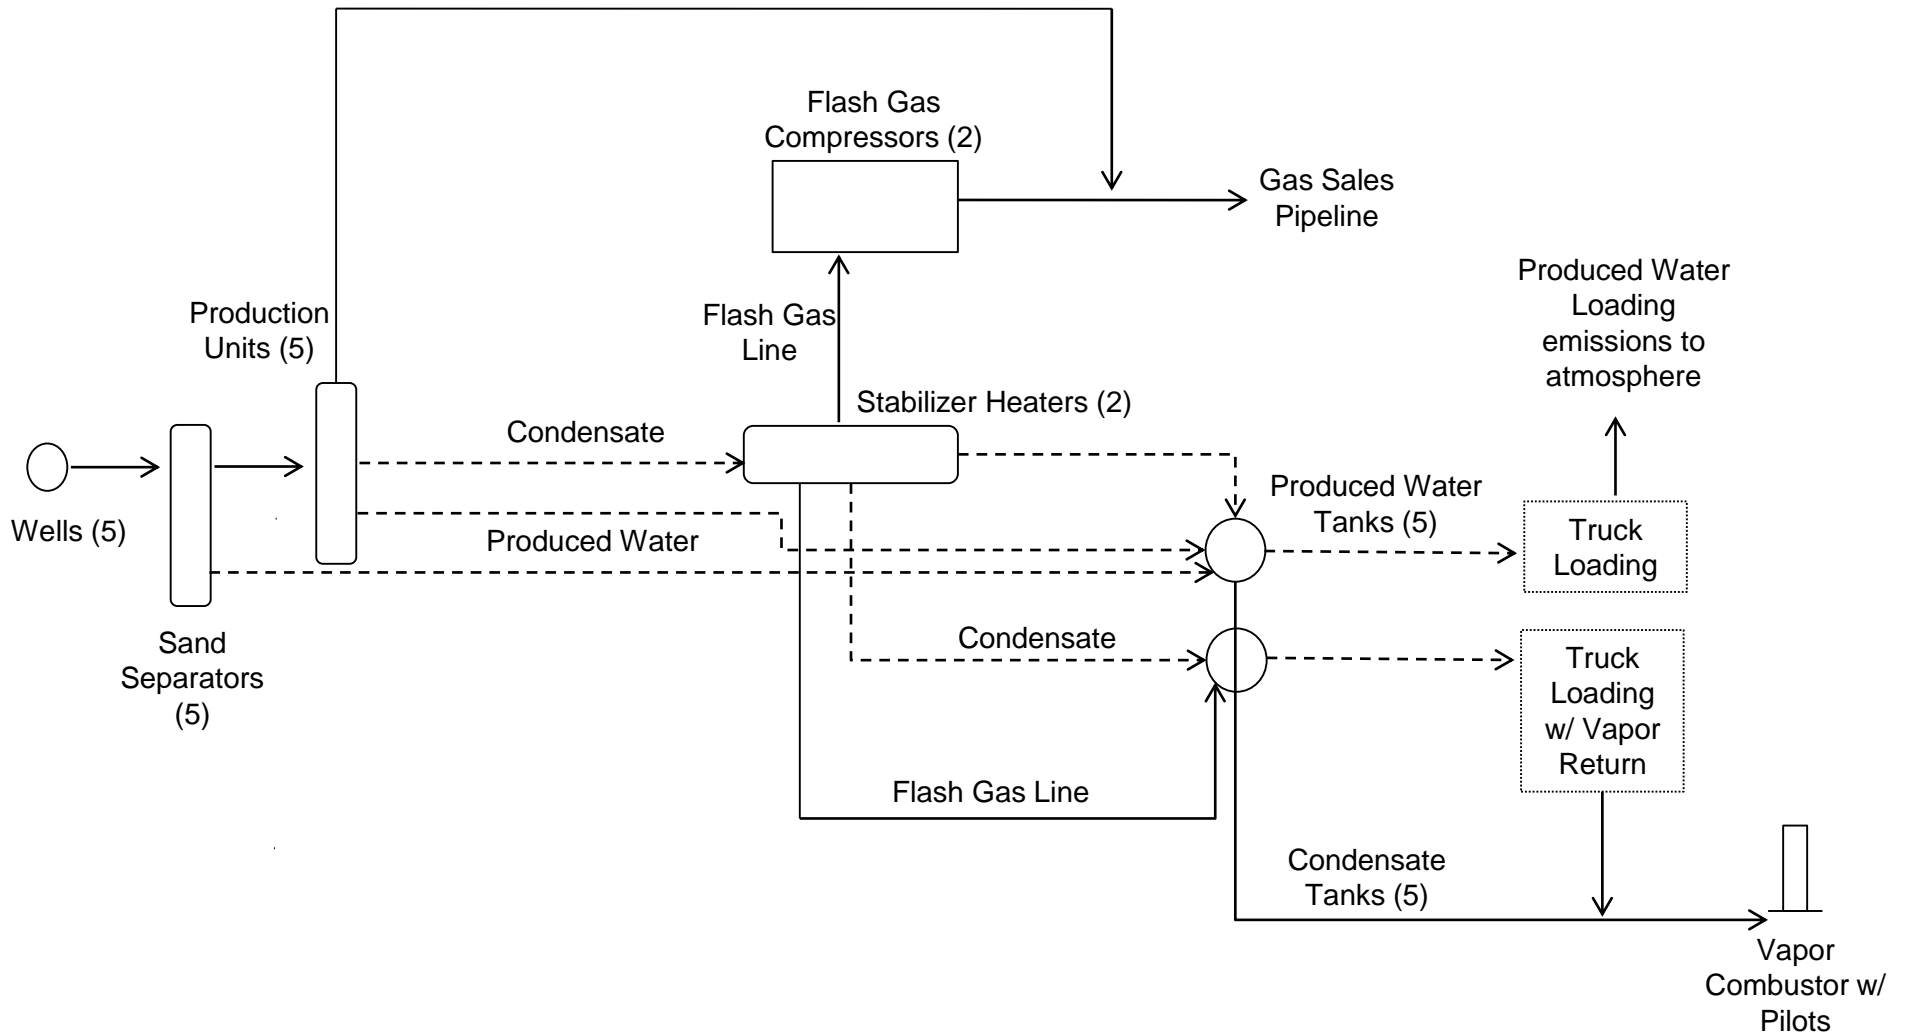 Flash Gas
Compressors (2)
Gas Sales
Pipeline
Produced Water
Loading
emissions to
atmosphere
Production
Units (5)
Flash Gas
Line
Stabilizer Heaters (2)
Condensate
Wells (5)
Produced Water
Produced Water
Tanks (5)
Truck
Loading
Sand
Separators
(5)
Condensate
Truck
Loading
w/ Vapor
Return
Flash Gas Line
Condensate
Tanks (5)
Vapor
Combustor w/
Pilots